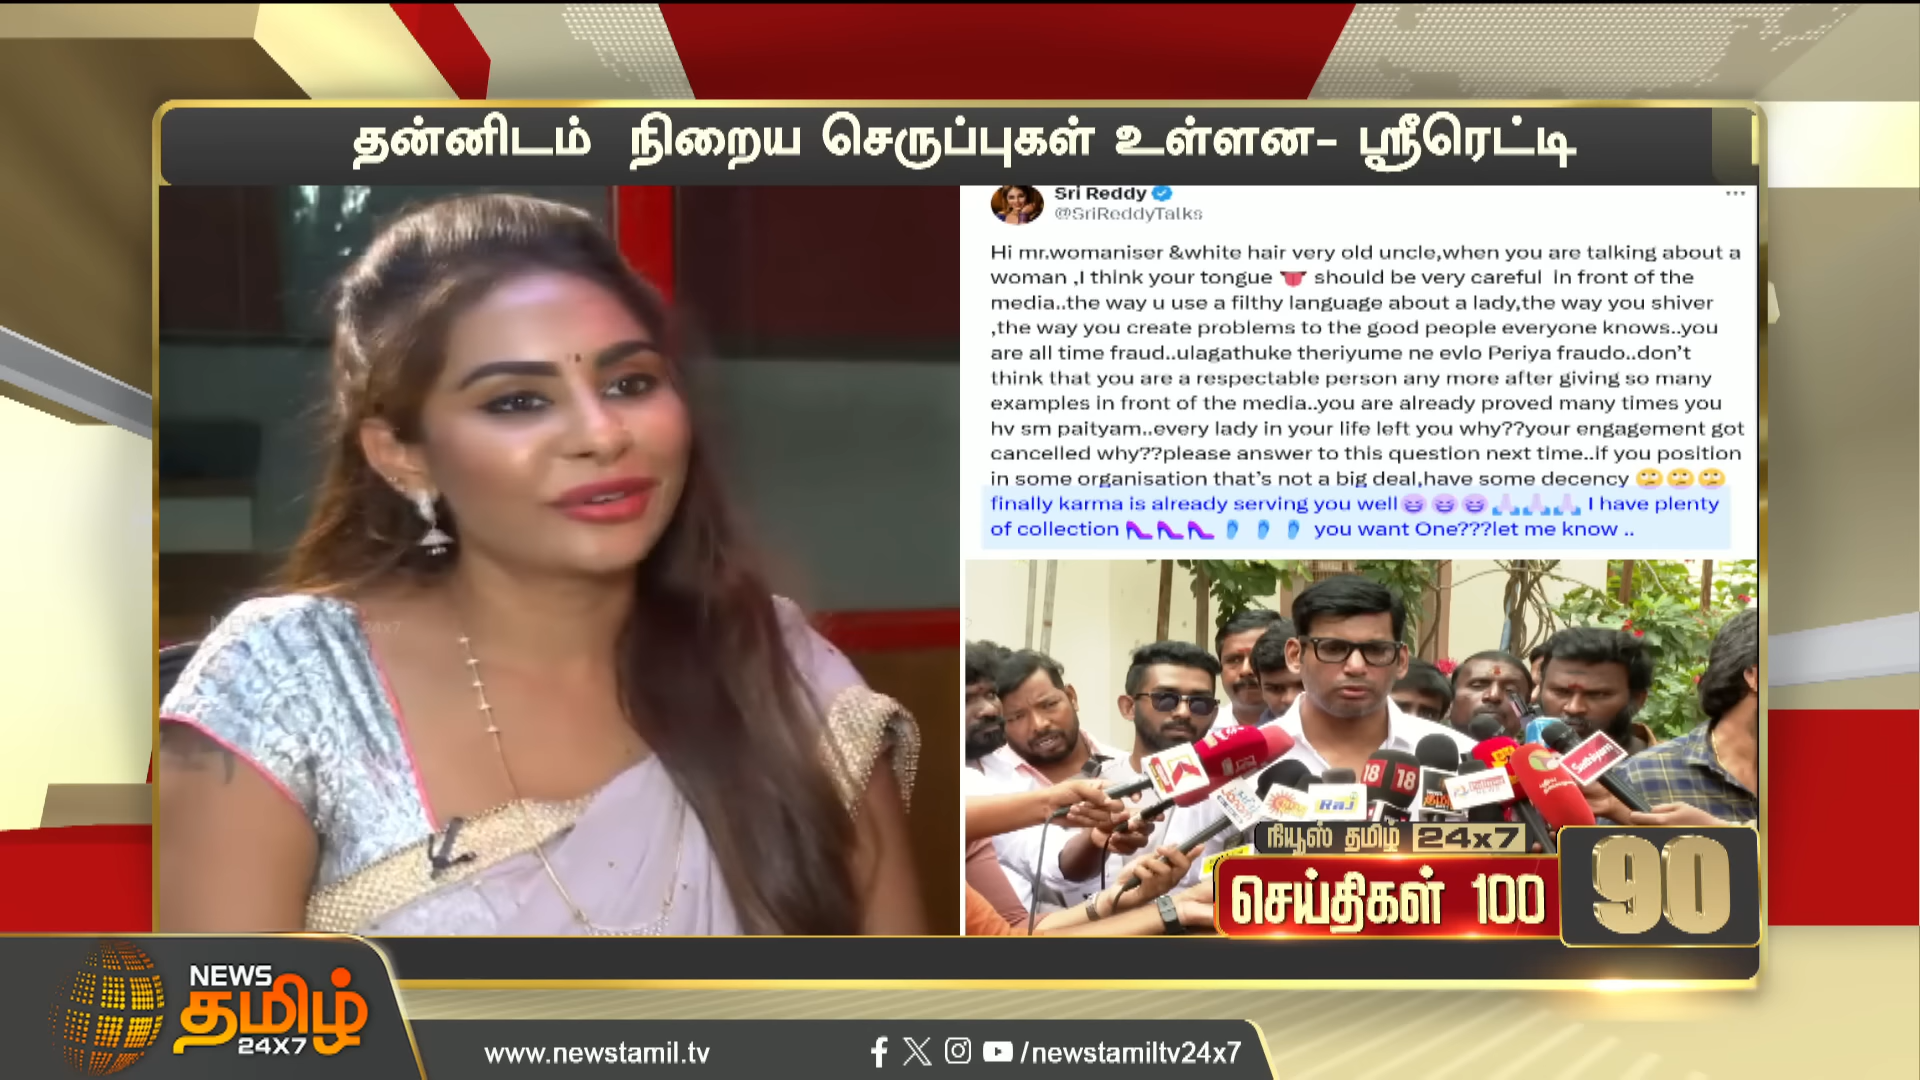 தன்னிடம் நிறைய செருப்புகள் உள்ளன- ஸ்ரீரெட்டி
Sri Reddy
@SriReddyTalks
Hi mr.womaniser &white hair very old uncle,when you are talking about a
woman ,I think your tongue 👅 should be very careful in front of the
media..the way u use a filthy language about a lady,the way you shiver
,the way you create problems to the good people everyone knows..you
are all time fraud..ulagathuke theriyume ne evlo Periya fraudo..don't
think that you are a respectable person any more after giving so many
examples in front of the media..you are already proved many times you
hv sm paityam..every lady in your life left you why??your engagement got
cancelled why??please answer to this question next time..if you position
in some organisation that's not a big deal,have some decency 🙄🙄🙄
finally karma is already serving you well😆😆😆🙏🙏🙏 I have plenty
of collection 👠👠👠🩴🩴🩴 you want One???let me know ..
Sathiyam
18 18
Raj
நியூஸ் தமிழ் 24x7
செய்திகள் 100
90
NEWS
தமிழ்
24X7
www.newstamil.tv
/newstamiltv24x7